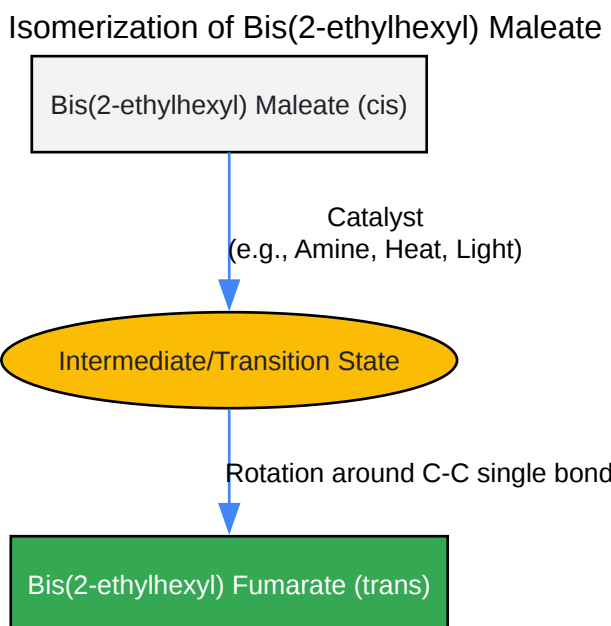 Isomerization of Bis(2-ethylhexyl) Maleate
Bis(2-ethylhexyl) Maleate (cis)
Catalyst
(e.g., Amine, Heat, Light)
Intermediate/Transition State
Rotation around C-C single bond
Bis(2-ethylhexyl) Fumarate (trans)